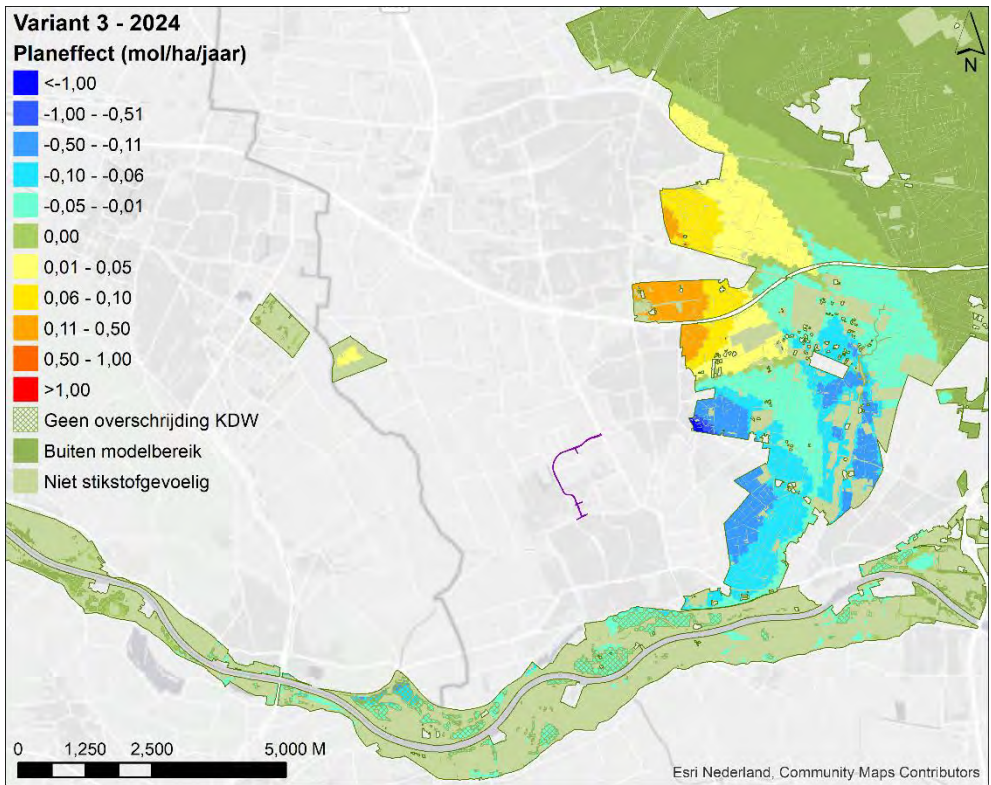 Variant 3 - 2024
Planeffect (mol/ha/jaar)
<-1,00
-1,00 - -0,51
-0,50 - -0,11
-0,10 - -0,06
-0,05 - -0,01
0,00
0,01 - 0,05
0,06 - 0,10
0,11 - 0,50
0,50 - 1,00
>1,00
Geen overschrijding KDW
Buiten modelbereik
Niet stikstofgevoelig
N
0 1,250 2,500 5,000 M
Esri Nederland, Community Maps Contributors